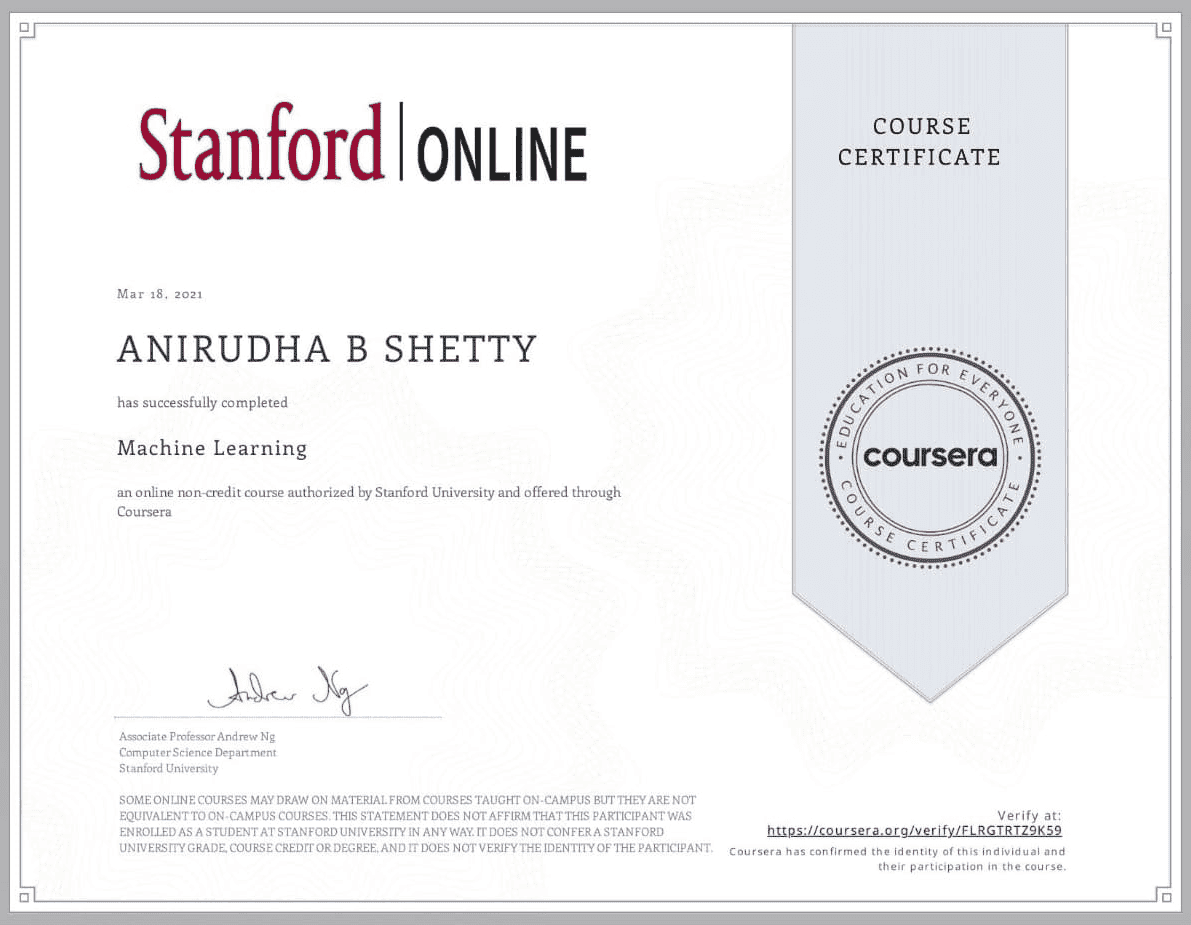 Stanford | ONLINE
COURSE
CERTIFICATE
Mar 18, 2021
ANIRUDHA B SHETTY
has successfully completed
Machine Learning
an online non-credit course authorized by Stanford University and offered through
Coursera
EDUCATION FOR EVERYONE
coursera
COURSE CERTIFICATE
Andrew Ng
Associate Professor Andrew Ng
Computer Science Department
Stanford University
SOME ONLINE COURSES MAY DRAW ON MATERIAL FROM COURSES TAUGHT ON-CAMPUS BUT THEY ARE NOT
EQUIVALENT TO ON-CAMPUS COURSES. THIS STATEMENT DOES NOT AFFIRM THAT THIS PARTICIPANT WAS
ENROLLED AS A STUDENT AT STANFORD UNIVERSITY IN ANY WAY. IT DOES NOT CONFER A STANFORD
UNIVERSITY GRADE, COURSE CREDIT OR DEGREE, AND IT DOES NOT VERIFY THE IDENTITY OF THE PARTICIPANT.
Verify at:
https://coursera.org/verify/FLRGTRTZ9K59
Coursera has confirmed the identity of this individual and
their participation in the course.